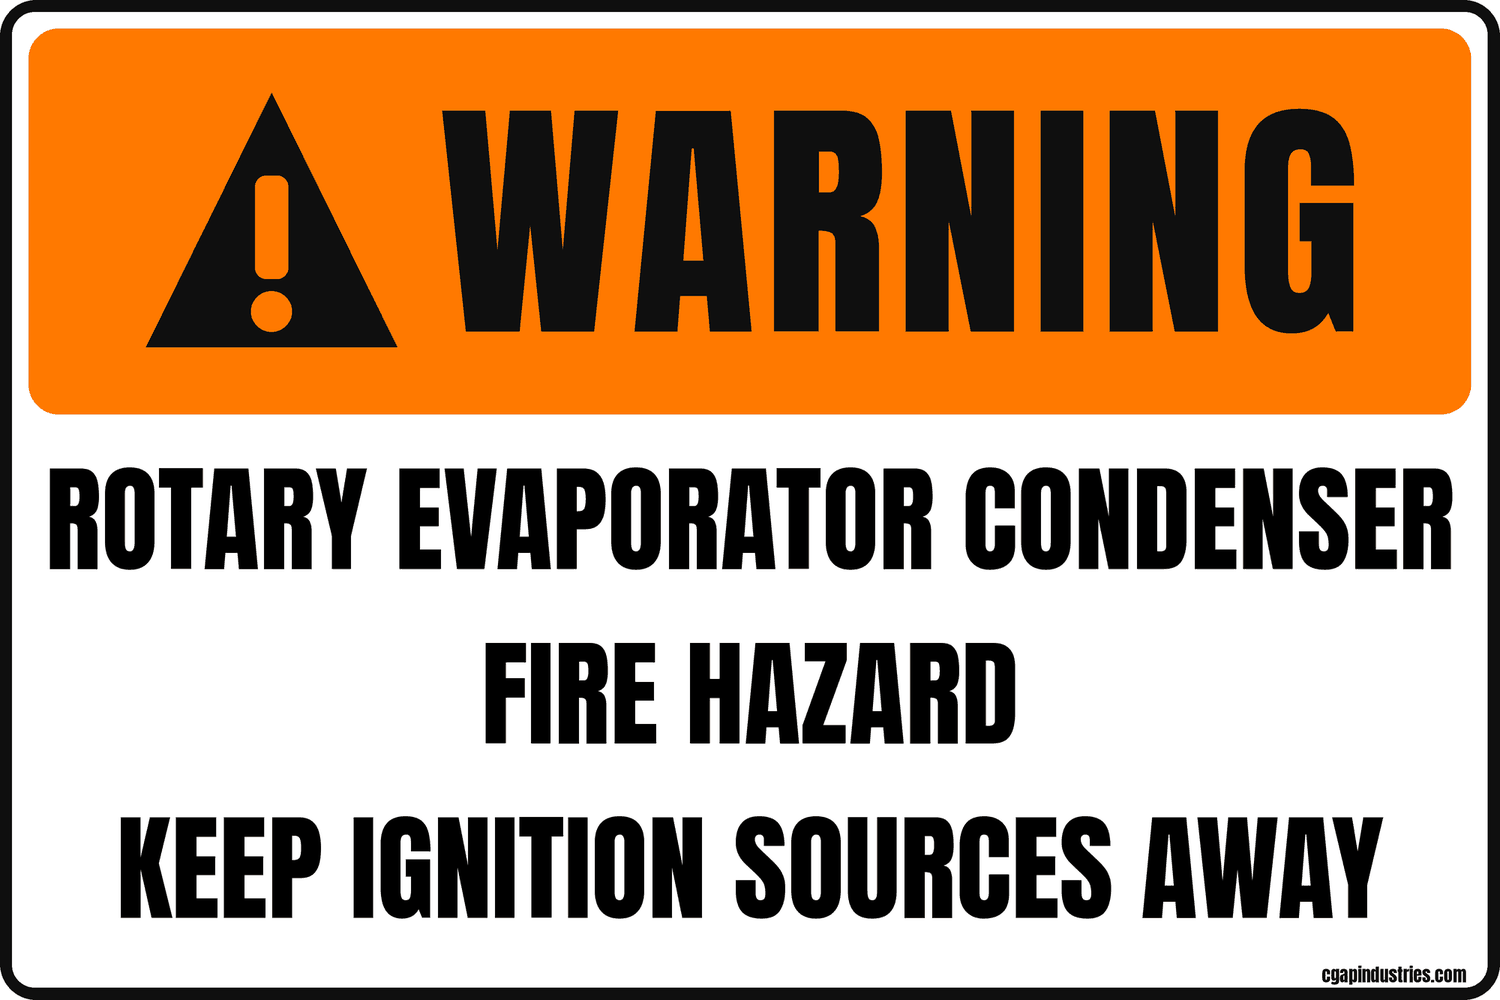 WARNING
ROTARY EVAPORATOR CONDENSER
FIRE HAZARD
KEEP IGNITION SOURCES AWAY
cgapindustries.com